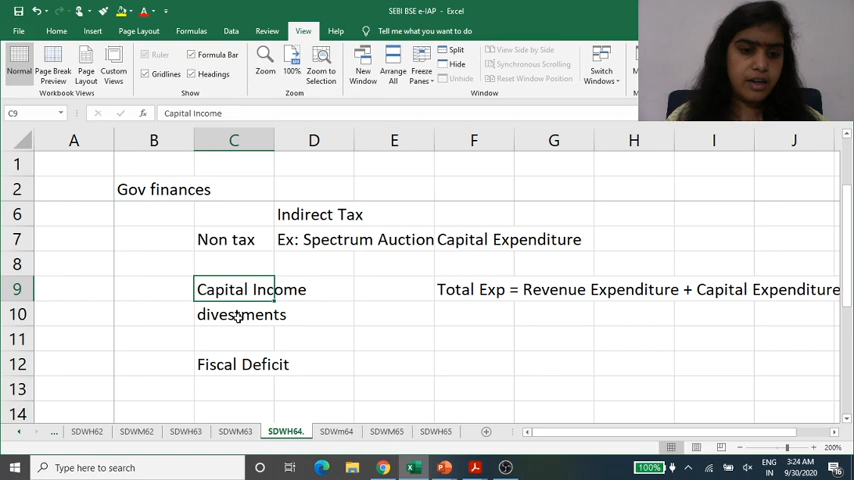 SEBI BSE e-IAP - Excel
File Home Insert Page Layout Formulas Data Review View Help Tell me what you want to do
Normal Page Break Preview Page Layout Custom Views
Workbook Views
Ruler Formula Bar
Gridlines Headings
Show
Zoom 100% Zoom to Selection
Zoom
New Window Arrange All Freeze Panes
Split
Hide
Unhide
View Side by Side
Synchronous Scrolling
Reset Window Position
Switch Windows
Window
C9 fx Capital Income
A B C D E F G H I J
1
2 Gov finances
6 Indirect Tax
7 Non tax Ex: Spectrum Auction Capital Expenditure
8
9 Capital Income Total Exp = Revenue Expenditure + Capital Expenditure
10 divestments
11
12 Fiscal Deficit
13
14
... SDWH62 SDWM62 SDWH63 SDWM63 SDWH64. SDWm64 SDWM65 SDWH65
200%
Type here to search
100% ENG IN 3:24 AM 9/30/2020 16